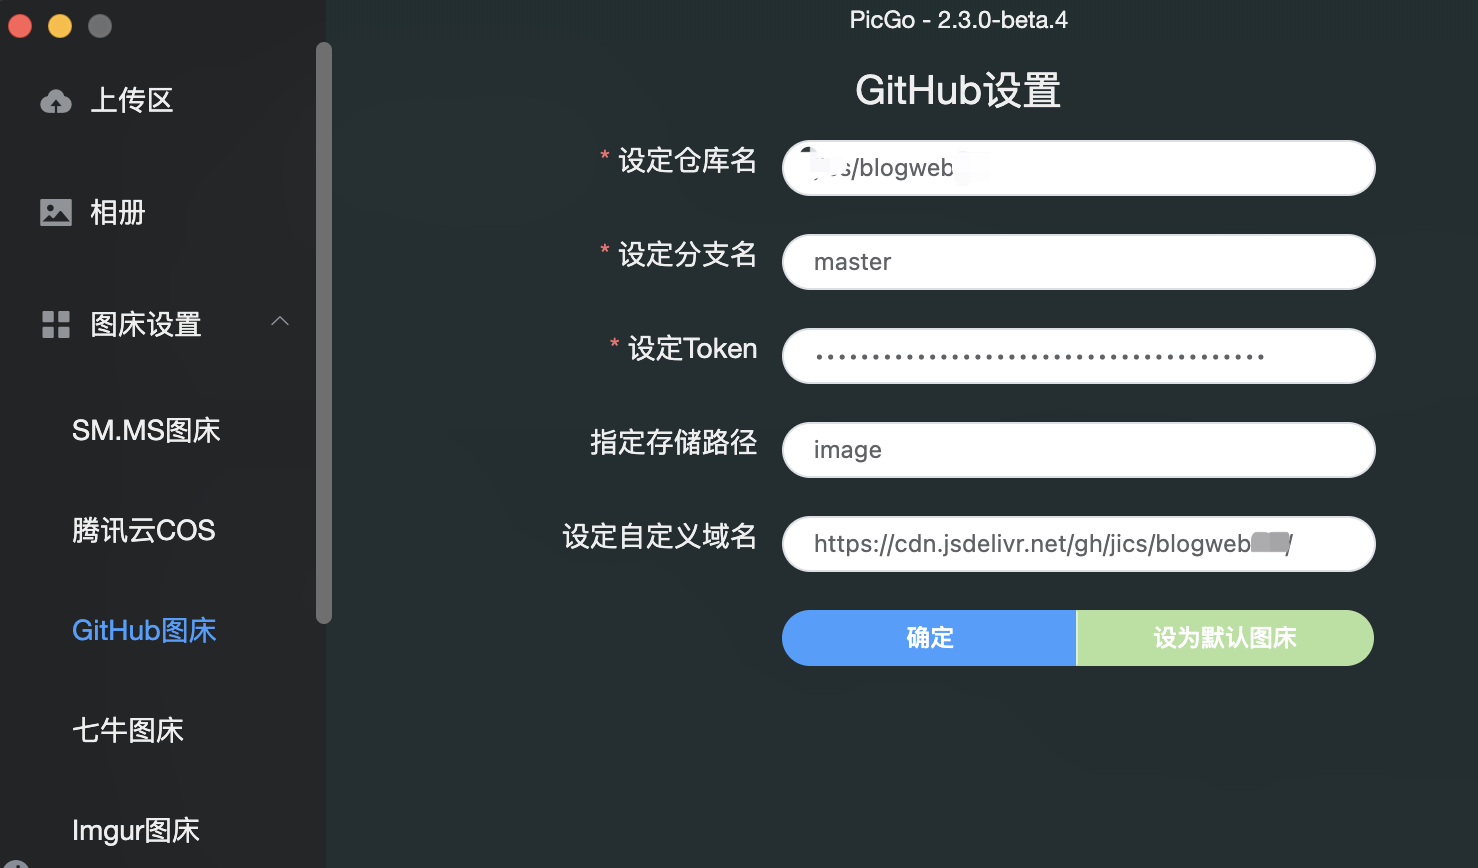 PicGo - 2.3.0-beta.4
上传区
相册
图床设置
SM.MS图床
腾讯云COS
GitHub图床
七牛图床
Imgur图床
GitHub设置
* 设定仓库名
/blogweb
* 设定分支名
master
* 设定Token
指定存储路径
image
设定自定义域名
https://cdn.jsdelivr.net/gh/jics/blogweb
确定
设为默认图床